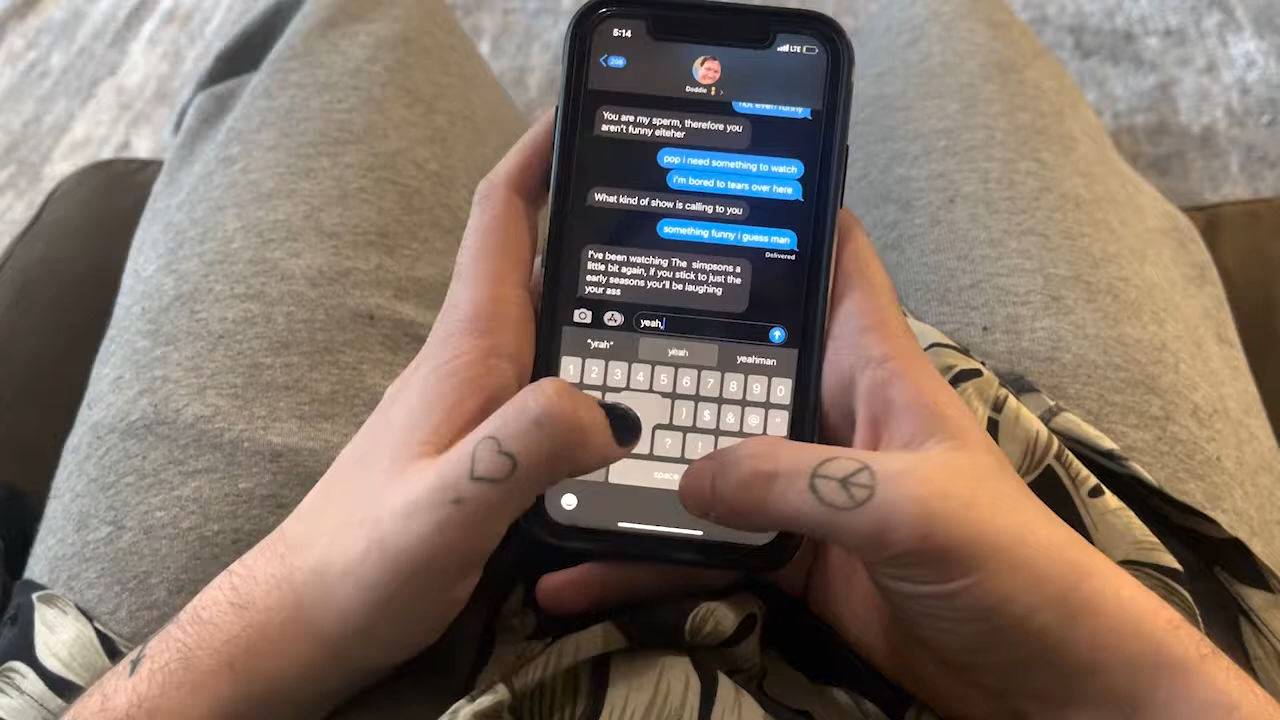 5:14
LTE
208
Daddie
not even funny
You are my sperm, therefore you
aren't funny eiteher
pop i need something to watch
i'm bored to tears over here
What kind of show is calling to you
something funny i guess man
Delivered
I've been watching The simpsons a
little bit again, if you stick to just the
early seasons you'll be laughing
your ass
yeah,
"yrah" yeah yeahman
1 2 3 4 5 6 7 8 9 0
) $ & @ "
? !
space